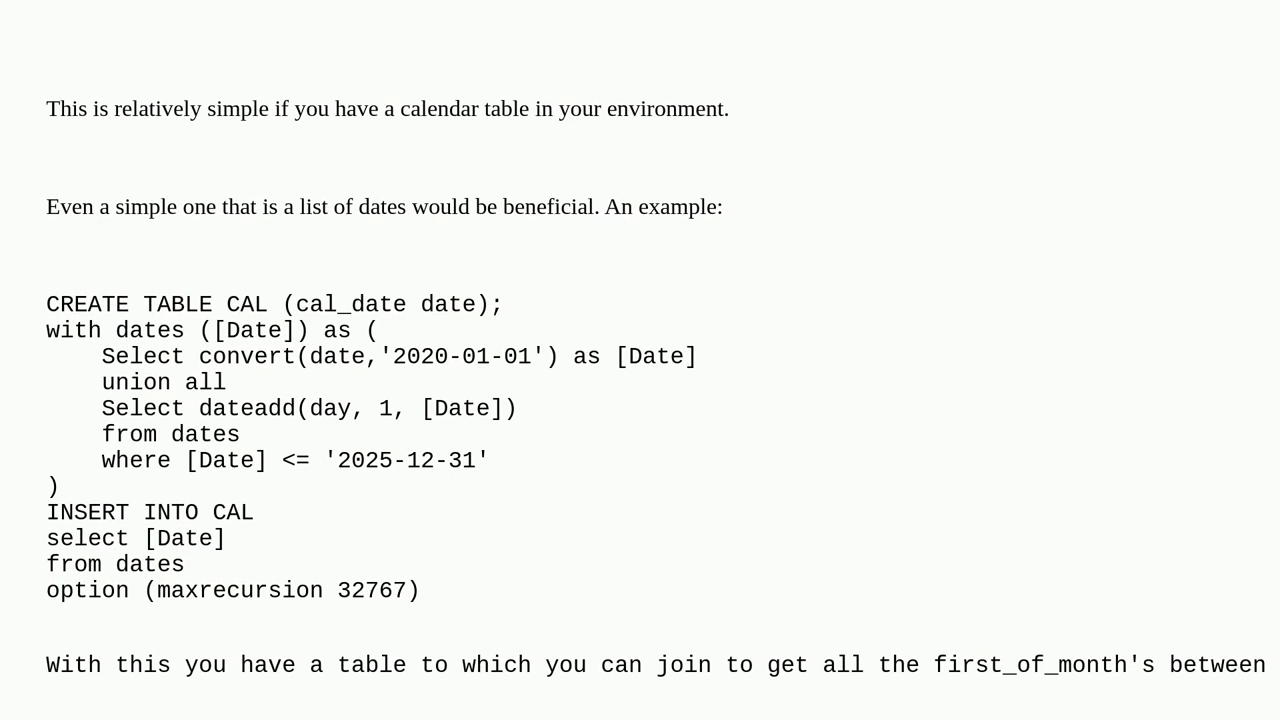 This is relatively simple if you have a calendar table in your environment.
Even a simple one that is a list of dates would be beneficial. An example:
CREATE TABLE CAL (cal_date date);
with dates ([Date]) as (
    Select convert(date,'2020-01-01') as [Date]
    union all
    Select dateadd(day, 1, [Date])
    from dates
    where [Date] <= '2025-12-31'
)
INSERT INTO CAL
select [Date]
from dates
option (maxrecursion 32767)
With this you have a table to which you can join to get all the first_of_month's between